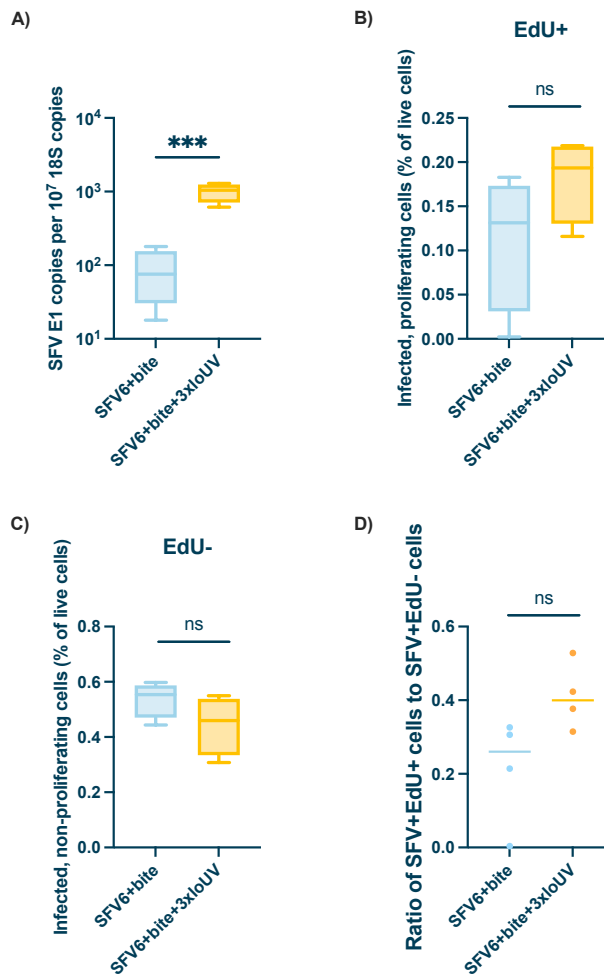 A)
SFV E1 copies per 10⁷ 18S copies
10⁴
10³
10²
10¹
***
SFV6+bite
SFV6+bite+3xloUV
B)
EdU+
Infected, proliferating cells (% of live cells)
0.20
0.15
0.10
0.05
0.00
ns
SFV6+bite
SFV6+bite+3xloUV
C)
EdU-
Infected, non-proliferating cells (% of live cells)
0.8
0.6
0.4
0.2
0.0
ns
SFV6+bite
SFV6+bite+3xloUV
D)
Ratio of SFV+EdU+ cells to SFV+EdU- cells
0.6
0.4
0.2
0.0
ns
SFV6+bite
SFV6+bite+3xloUV